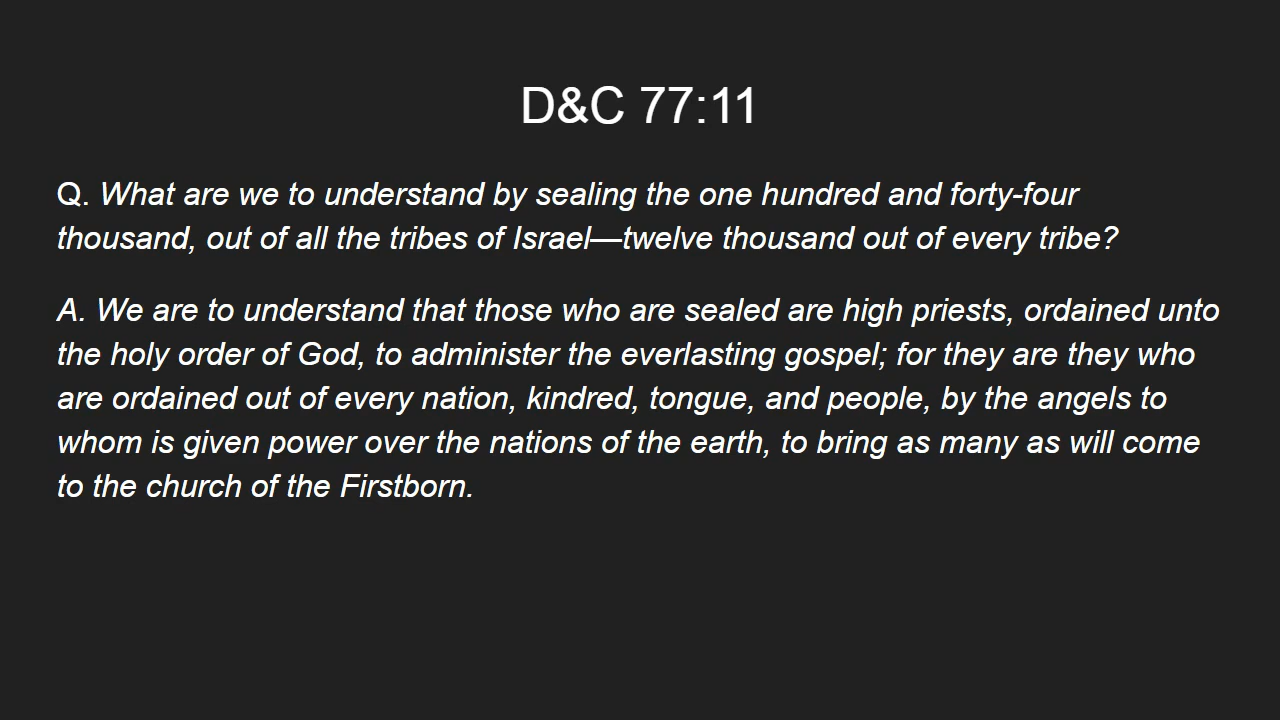 D&C 77:11
Q. What are we to understand by sealing the one hundred and forty-four
thousand, out of all the tribes of Israel—twelve thousand out of every tribe?
A. We are to understand that those who are sealed are high priests, ordained unto
the holy order of God, to administer the everlasting gospel; for they are they who
are ordained out of every nation, kindred, tongue, and people, by the angels to
whom is given power over the nations of the earth, to bring as many as will come
to the church of the Firstborn.